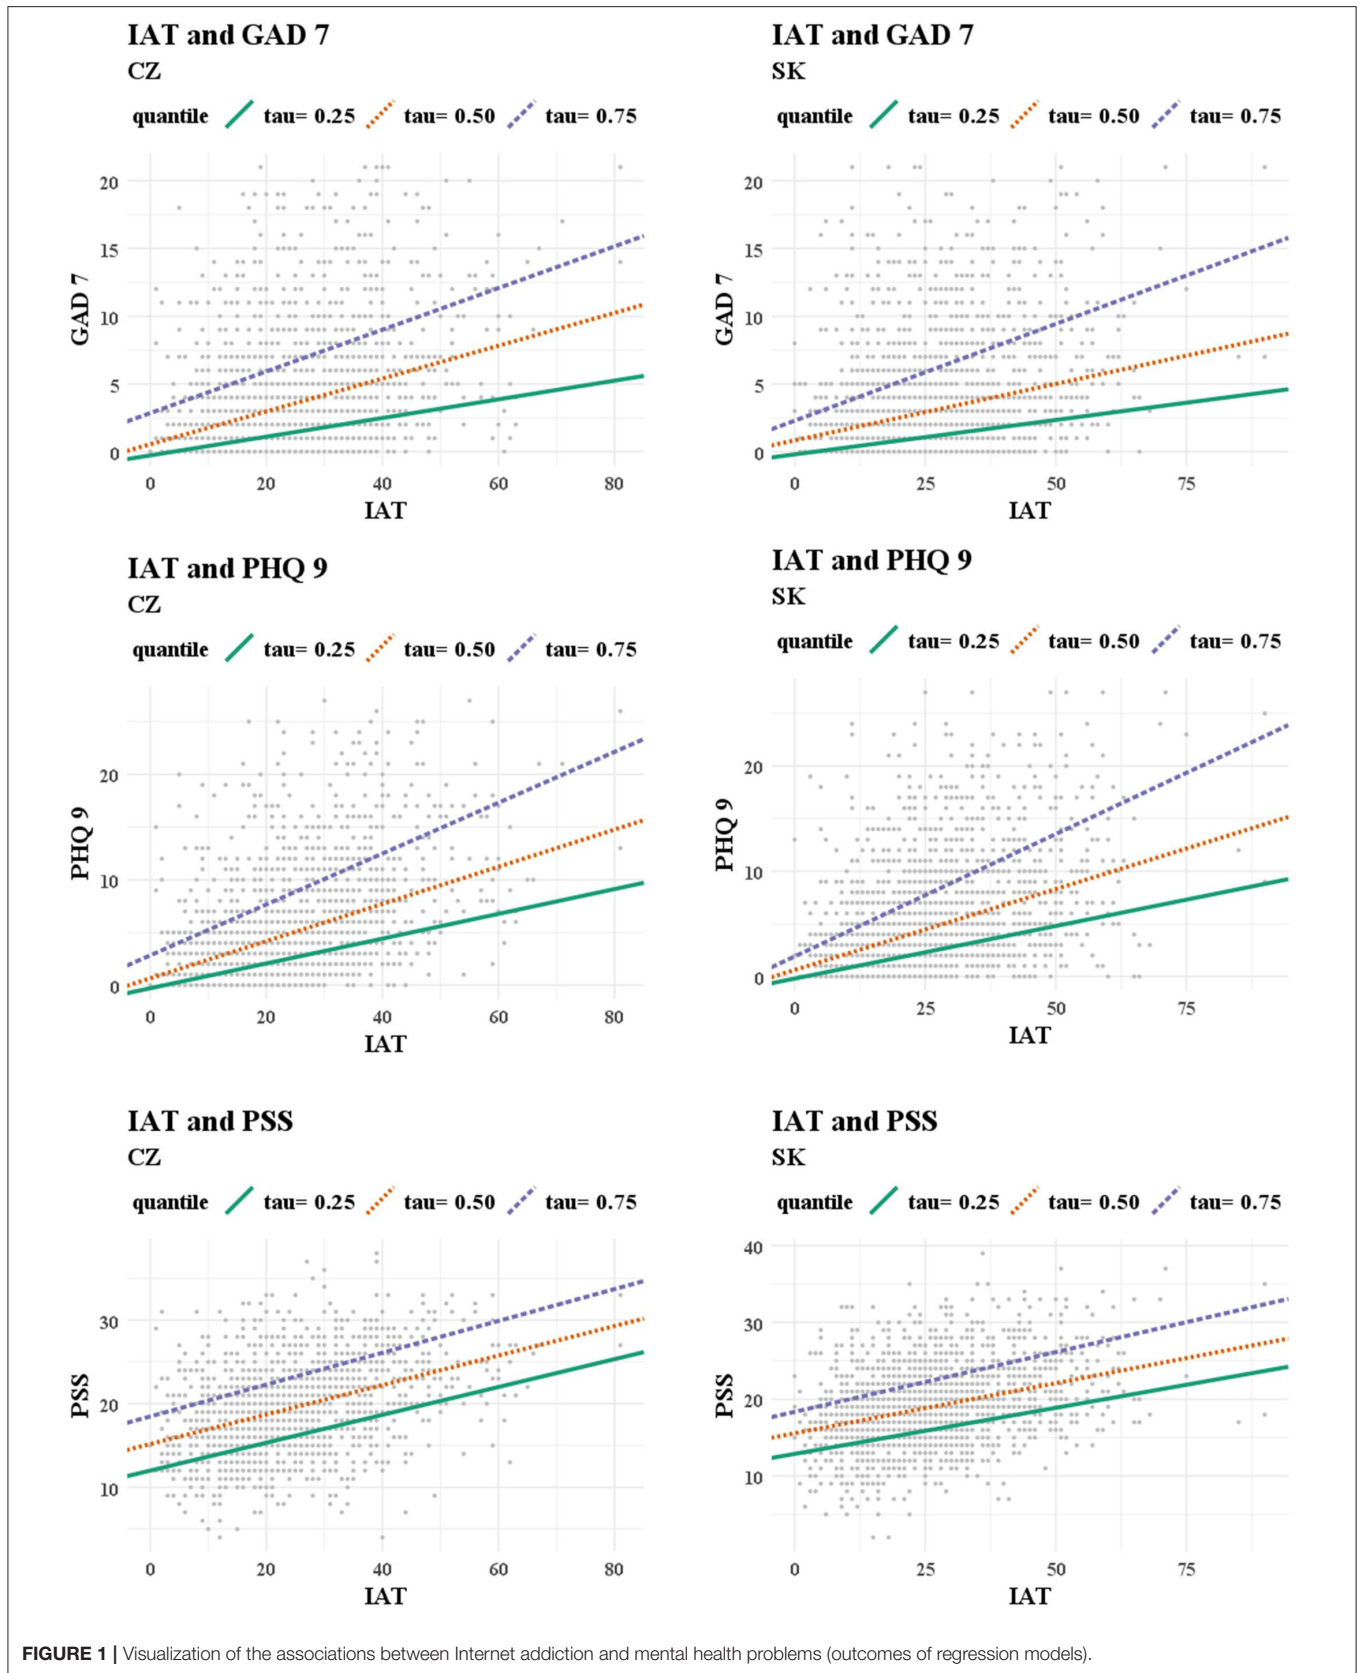 IAT and GAD 7
CZ
quantile tau= 0.25 tau= 0.50 tau= 0.75
20
15
10
5
0
GAD 7
0 20 40 60 80
IAT
IAT and GAD 7
SK
quantile tau= 0.25 tau= 0.50 tau= 0.75
20
15
10
5
0
GAD 7
0 25 50 75
IAT
IAT and PHQ 9
CZ
quantile tau= 0.25 tau= 0.50 tau= 0.75
20
10
0
PHQ 9
0 20 40 60 80
IAT
IAT and PHQ 9
SK
quantile tau= 0.25 tau= 0.50 tau= 0.75
20
10
0
PHQ 9
0 25 50 75
IAT
IAT and PSS
CZ
quantile tau= 0.25 tau= 0.50 tau= 0.75
30
20
10
PSS
0 20 40 60 80
IAT
IAT and PSS
SK
quantile tau= 0.25 tau= 0.50 tau= 0.75
40
30
20
10
PSS
0 25 50 75
IAT
FIGURE 1 | Visualization of the associations between Internet addiction and mental health problems (outcomes of regression models).